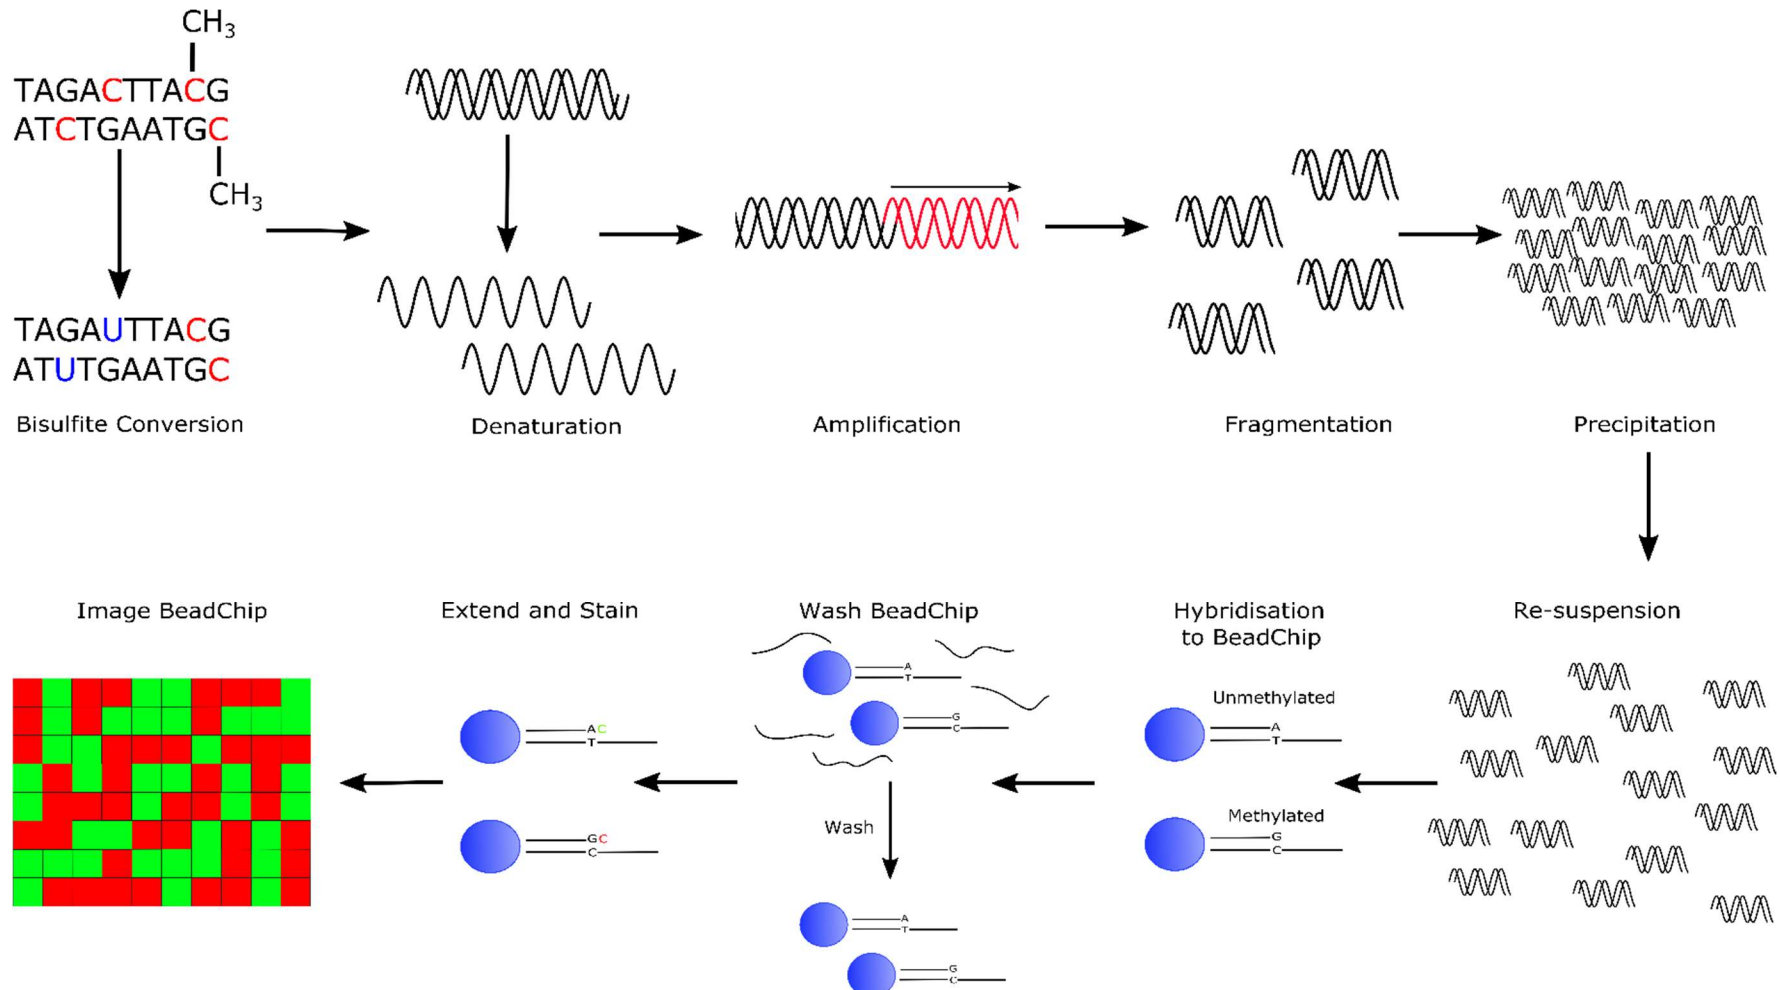 CH3
TAGACTTACG
ATCTGAATGC
CH3
TAGAUTTACG
ATUTGAATGC
Bisulfite Conversion
Denaturation
Amplification
Fragmentation
Precipitation
Re-suspension
Hybridisation
to BeadChip
Unmethylated
A
T
Methylated
G
C
Wash BeadChip
A
T
G
C
Wash
A
T
G
C
Extend and Stain
AC
T
GC
C
Image BeadChip